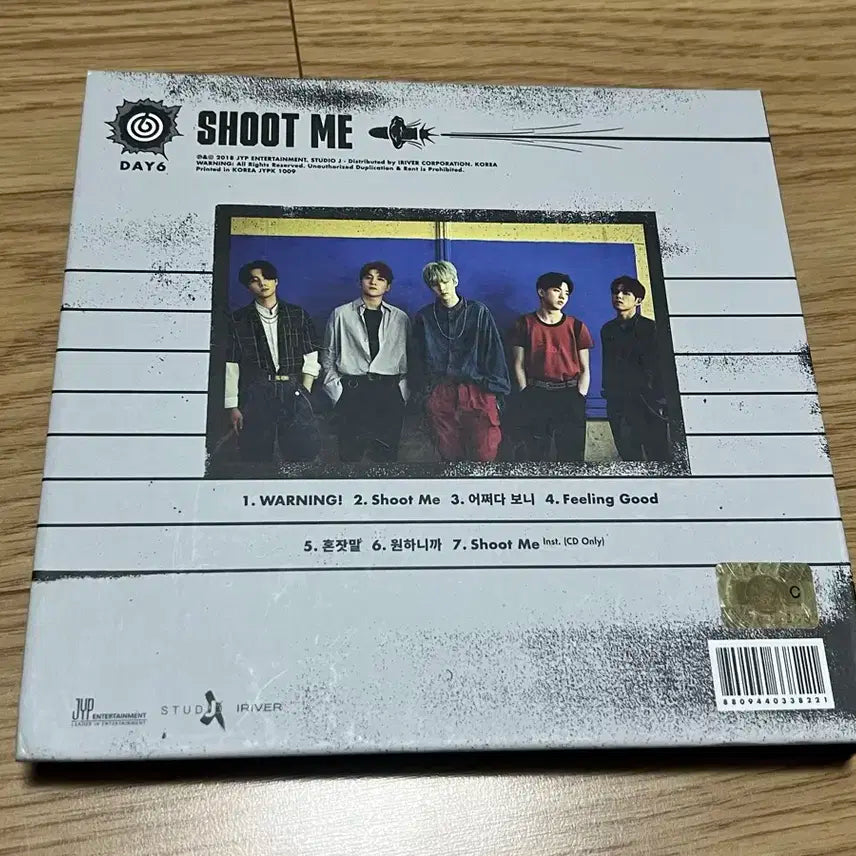 SHOOT ME
DAY6
℗&© 2018 JYP ENTERTAINMENT. STUDIO J - Distributed by IRIVER CORPORATION. KOREA
WARNING: All Rights Reserved. Unauthorized Duplication & Rent is Prohibited.
Printed in KOREA JYPK 1009
1. WARNING! 2. Shoot Me 3. 어쩌다 보니 4. Feeling Good
5. 혼잣말 6. 원하니까 7. Shoot Me Inst. (CD Only)
C
JYP ENTERTAINMENT
LEADER IN ENTERTAINMENT
STUDIO J
IRIVER
8809440338221